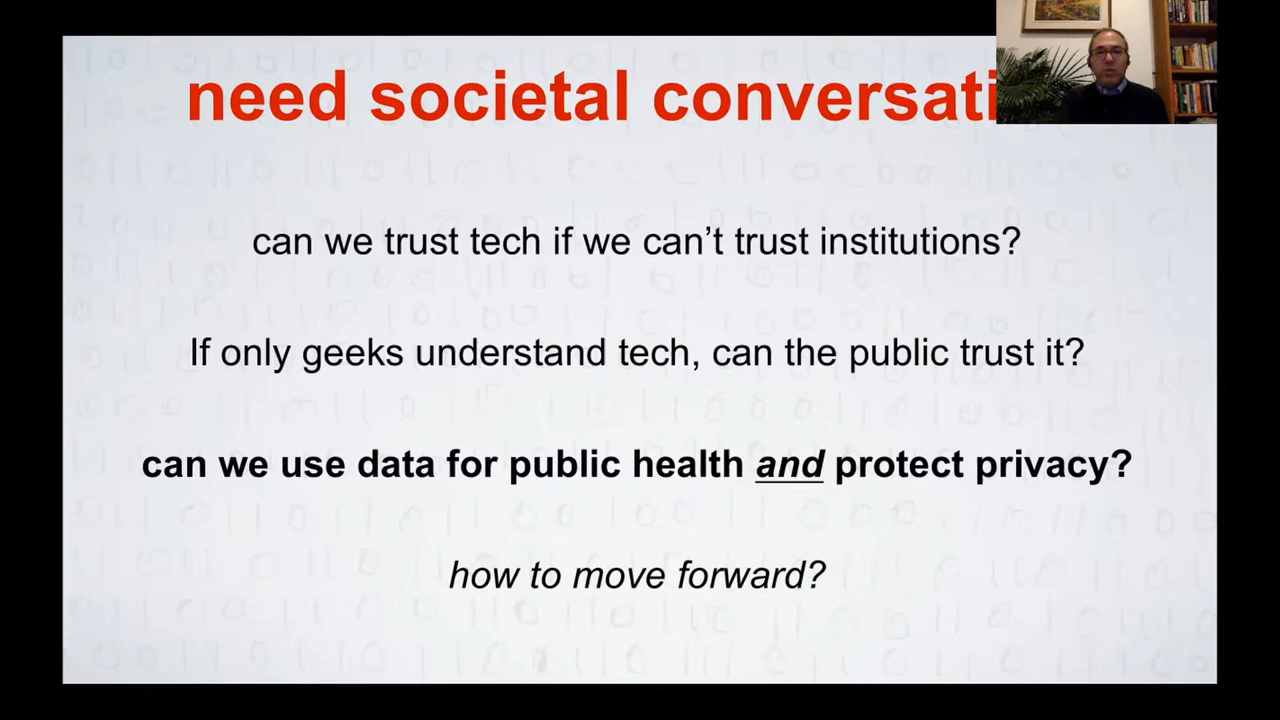 need societal conversati
can we trust tech if we can't trust institutions?
If only geeks understand tech, can the public trust it?
can we use data for public health and protect privacy?
how to move forward?